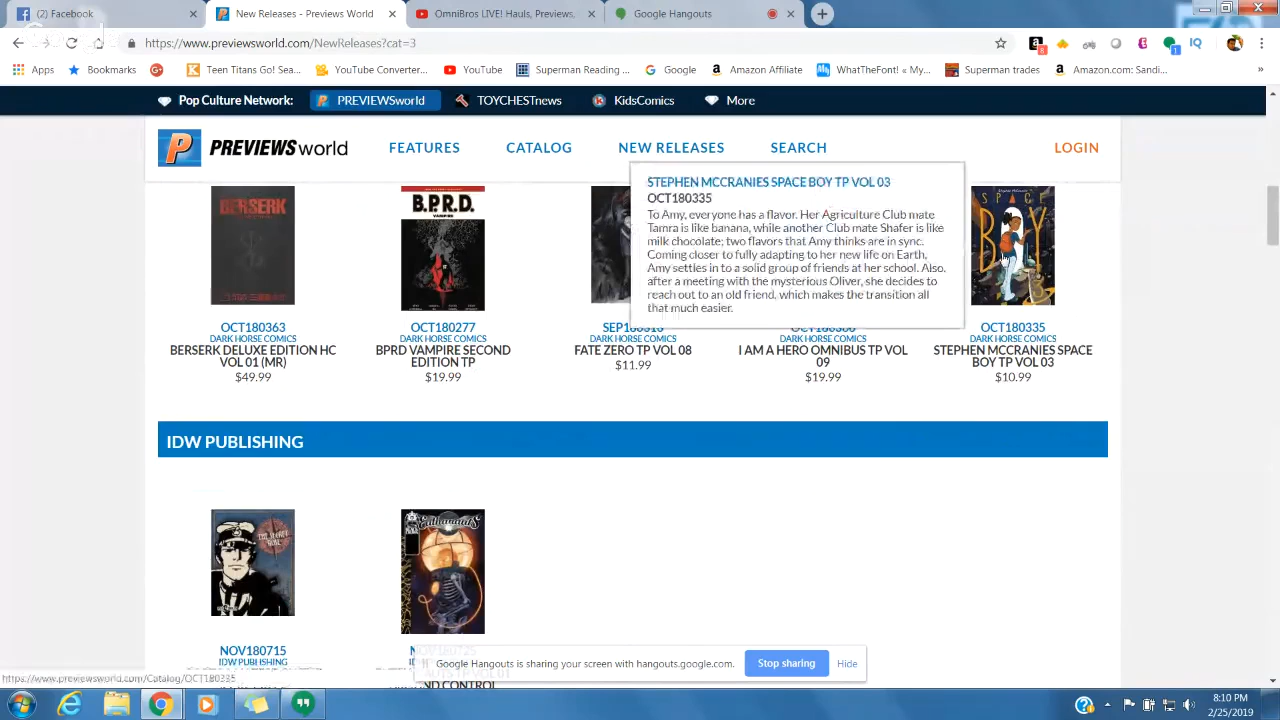 (2) Facebook
New Releases - Previews World
OmniBros LIVE! Hauls, Previews,
Google Hangouts
https://www.previewsworld.com/NewReleases?cat=3
Apps
Bookmarks
Teen Titans Go! Sea...
YouTube Converter...
YouTube
Superman Reading ...
Google
Amazon Affiliate
WhatTheFont! « My...
Superman trades
Amazon.com: Sandi...
Pop Culture Network:
PREVIEWSworld
TOYCHESTnews
KidsComics
More
PREVIEWSworld
FEATURES
CATALOG
NEW RELEASES
SEARCH
LOGIN
STEPHEN MCCRANIES SPACE BOY TP VOL 03
OCT180335
To Amy, everyone has a flavor. Her Agriculture Club mate
Tamra is like banana, while another Club mate Shafer is like
milk chocolate; two flavors that Amy thinks are in sync.
Coming closer to fully adapting to her new life on Earth,
Amy settles in to a solid group of friends at her school. Also,
after a meeting with the mysterious Oliver, she decides to
reach out to an old friend, which makes the transition all
that much easier.
BERSERK
B.P.R.D.
VAMPIRE
SPACE
BOY
3
OCT180363
DARK HORSE COMICS
BERSERK DELUXE EDITION HC
VOL 01 (MR)
$49.99
OCT180277
DARK HORSE COMICS
BPRD VAMPIRE SECOND
EDITION TP
$19.99
DARK HORSE COMICS
FATE ZERO TP VOL 08
$11.99
DARK HORSE COMICS
I AM A HERO OMNIBUS TP VOL
09
$19.99
OCT180335
DARK HORSE COMICS
STEPHEN MCCRANIES SPACE
BOY TP VOL 03
$10.99
IDW PUBLISHING
NOV180715
IDW PUBLISHING
Google Hangouts is sharing your screen with hangouts.google.com.
Stop sharing
Hide
https://www.previewsworld.com/Catalog/OCT180335
8:10 PM
2/25/2019